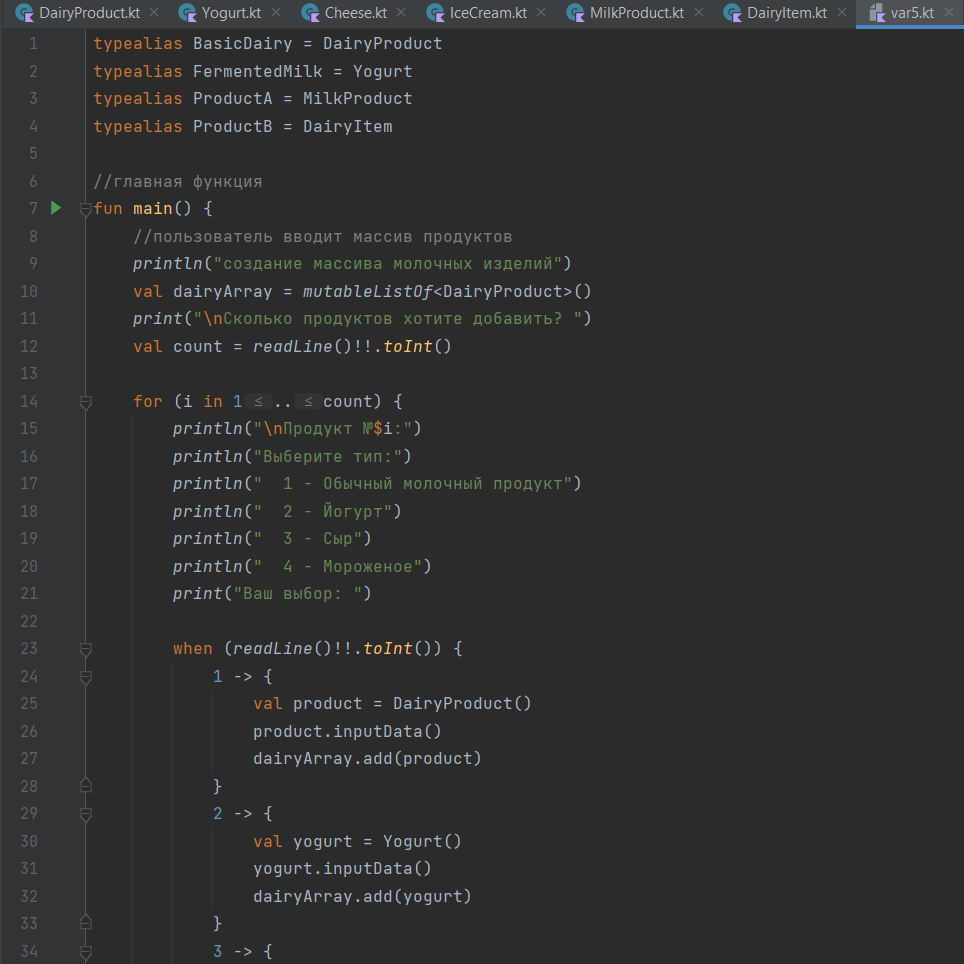 DairyProduct.kt Yogurt.kt Cheese.kt IceCream.kt MilkProduct.kt DairyItem.kt var5.kt
1 typealias BasicDairy = DairyProduct
2 typealias FermentedMilk = Yogurt
3 typealias ProductA = MilkProduct
4 typealias ProductB = DairyItem
5
6 //главная функция
7 fun main() {
8 //пользователь вводит массив продуктов
9 println("создание массива молочных изделий")
10 val dairyArray = mutableListOf<DairyProduct>()
11 print("\nСколько продуктов хотите добавить? ")
12 val count = readLine()!!.toInt()
13
14 for (i in 1 ≤ .. ≤ count) {
15 println("\nПродукт №$i:")
16 println("Выберите тип:")
17 println("  1 - Обычный молочный продукт")
18 println("  2 - Йогурт")
19 println("  3 - Сыр")
20 println("  4 - Мороженое")
21 print("Ваш выбор: ")
22
23 when (readLine()!!.toInt()) {
24 1 -> {
25 val product = DairyProduct()
26 product.inputData()
27 dairyArray.add(product)
28 }
29 2 -> {
30 val yogurt = Yogurt()
31 yogurt.inputData()
32 dairyArray.add(yogurt)
33 }
34 3 -> {